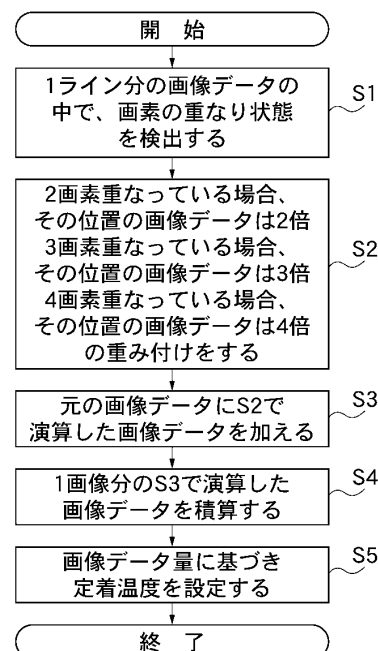 開 始
1ライン分の画像データの
中で、画素の重なり状態
を検出する
S1
2画素重なっている場合、
その位置の画像データは2倍
3画素重なっている場合、
その位置の画像データは3倍
4画素重なっている場合、
その位置の画像データは4倍
の重み付けをする
S2
元の画像データにS2で
演算した画像データを加える
S3
1画像分のS3で演算した
画像データを積算する
S4
画像データ量に基づき
定着温度を設定する
S5
終 了